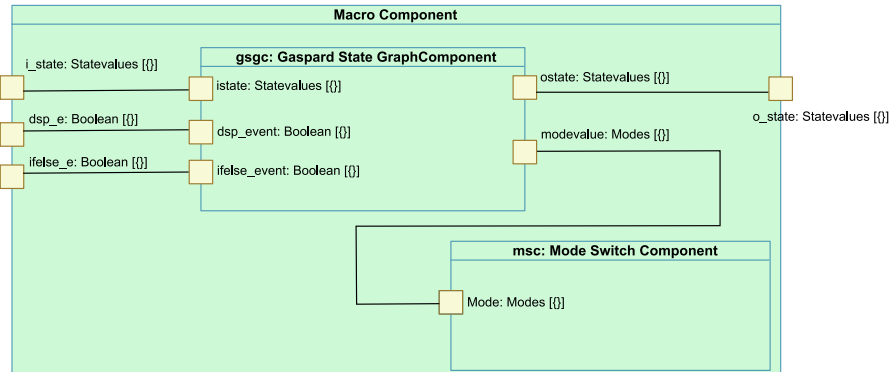 Macro Component
gsgc: Gaspard State GraphComponent
i_state: Statevalues [{}]
istate: Statevalues [{}]
ostate: Statevalues [{}]
o_state: Statevalues [{}]
dsp_e: Boolean [{}]
dsp_event: Boolean [{}]
modevalue: Modes [{}]
ifelse_e: Boolean [{}]
ifelse_event: Boolean [{}]
msc: Mode Switch Component
Mode: Modes [{}]